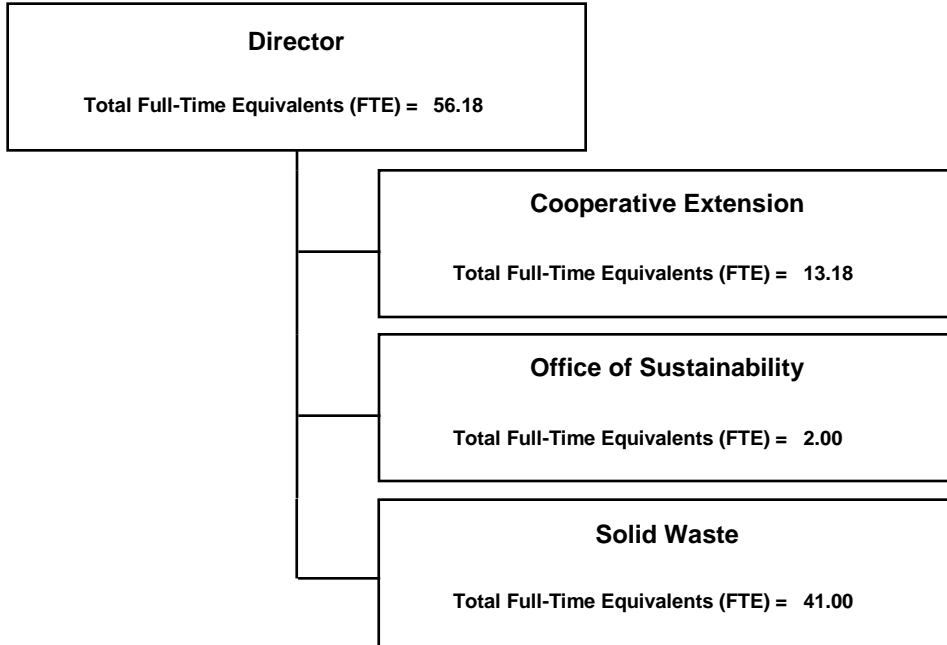 Director
Total Full-Time Equivalents (FTE) = 56.18
Cooperative Extension
Total Full-Time Equivalents (FTE) = 13.18
Office of Sustainability
Total Full-Time Equivalents (FTE) = 2.00
Solid Waste
Total Full-Time Equivalents (FTE) = 41.00